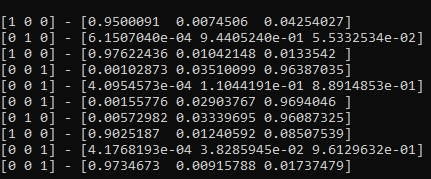 [1 0 0] - [0.9500091  0.0074506  0.04254027]
[0 1 0] - [6.1507040e-04 9.4405240e-01 5.5332534e-02]
[1 0 0] - [0.97622436 0.01042148 0.0133542 ]
[0 0 1] - [0.00102873 0.03510099 0.96387035]
[0 0 1] - [4.0954573e-04 1.1044191e-01 8.8914853e-01]
[0 0 1] - [0.00155776 0.02903767 0.9694046 ]
[0 0 1] - [0.00572982 0.03339695 0.96087325]
[1 0 0] - [0.9025187  0.01240592 0.08507539]
[0 0 1] - [4.1768193e-04 3.8285945e-02 9.6129632e-01]
[0 0 1] - [0.9734673  0.00915788 0.01737479]